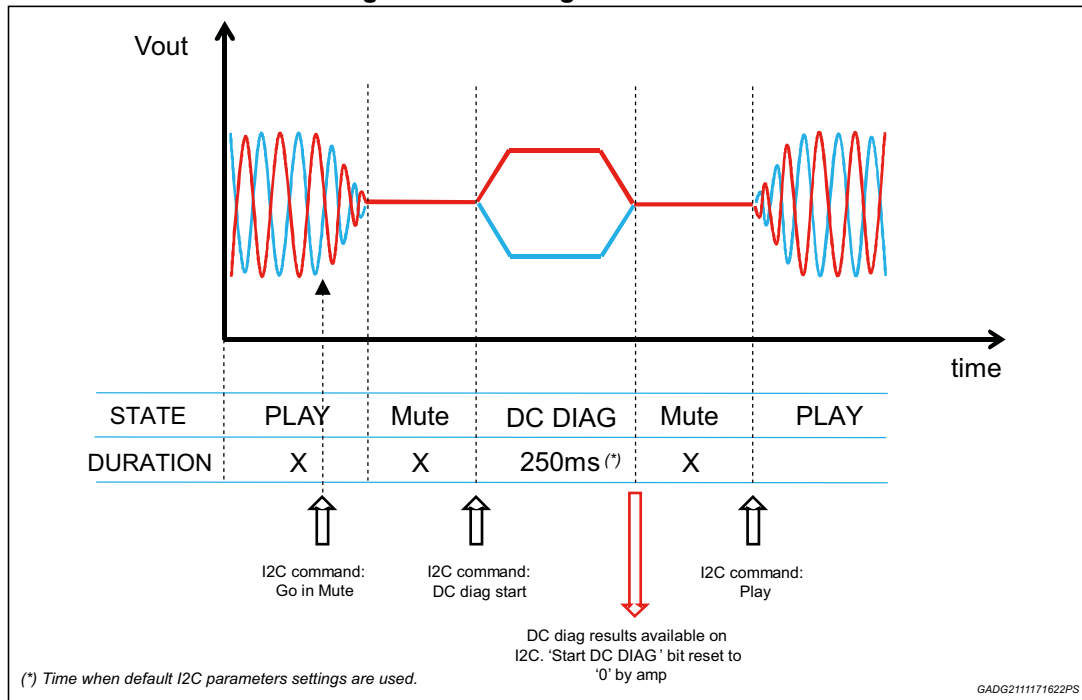 Vout
time
STATE PLAY Mute DC DIAG Mute PLAY
DURATION X X 250ms (*) X
I2C command:
Go in Mute
I2C command:
DC diag start
I2C command:
Play
DC diag results available on
I2C. ‘Start DC DIAG’ bit reset to
‘0’ by amp
(*) Time when default I2C parameters settings are used.
GADG2111171622PS